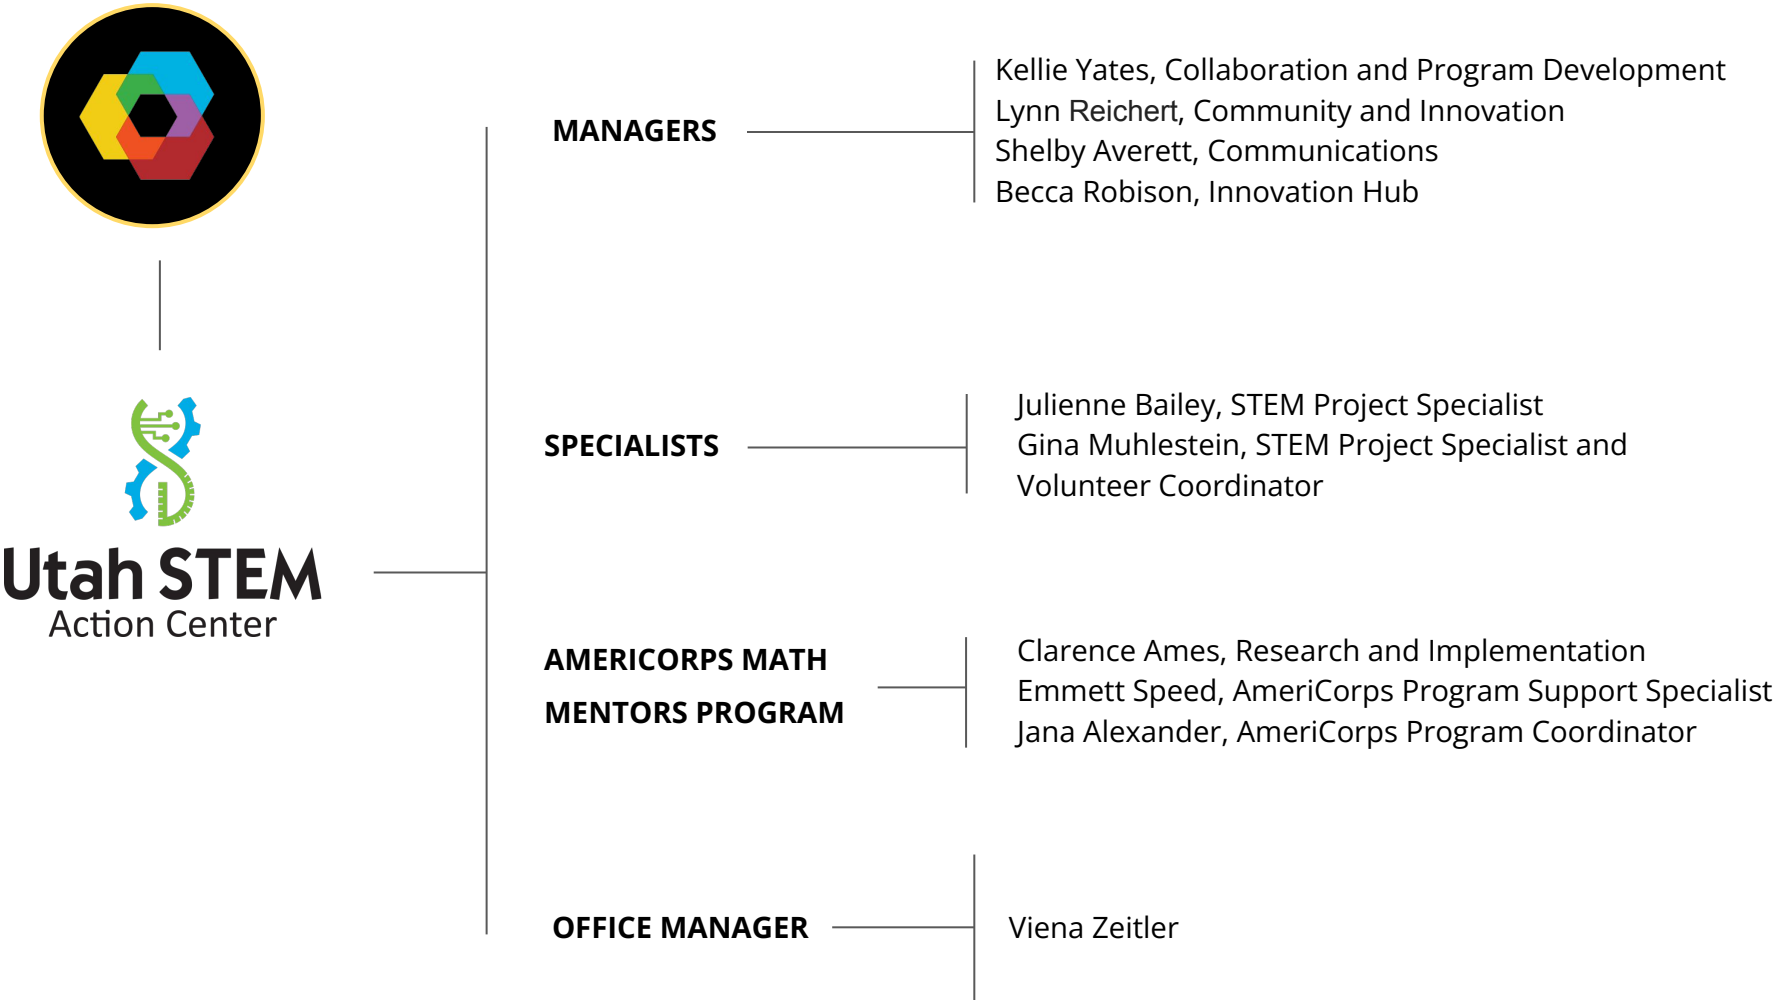 Utah STEM
Action Center
MANAGERS
Kellie Yates, Collaboration and Program Development
Lynn Reichert, Community and Innovation
Shelby Averett, Communications
Becca Robison, Innovation Hub
SPECIALISTS
Julienne Bailey, STEM Project Specialist
Gina Muhlestein, STEM Project Specialist and
Volunteer Coordinator
AMERICORPS MATH
MENTORS PROGRAM
Clarence Ames, Research and Implementation
Emmett Speed, AmeriCorps Program Support Specialist
Jana Alexander, AmeriCorps Program Coordinator
OFFICE MANAGER
Viena Zeitler